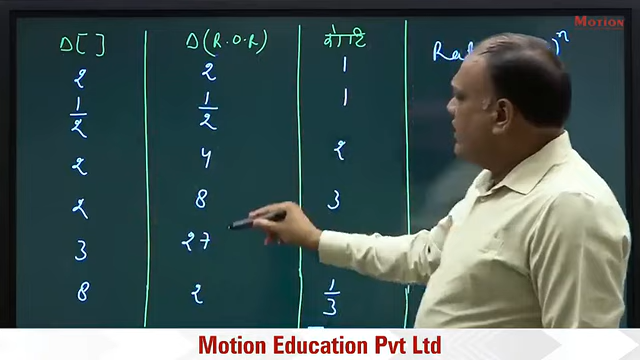 MOTION
Δ[ ] Δ(R.O.R) कोटि
2 2 1
1/2 1/2 1
2 4 2
2 8 3
3 27
8 2 1/3
)ⁿ
Motion Education Pvt Ltd